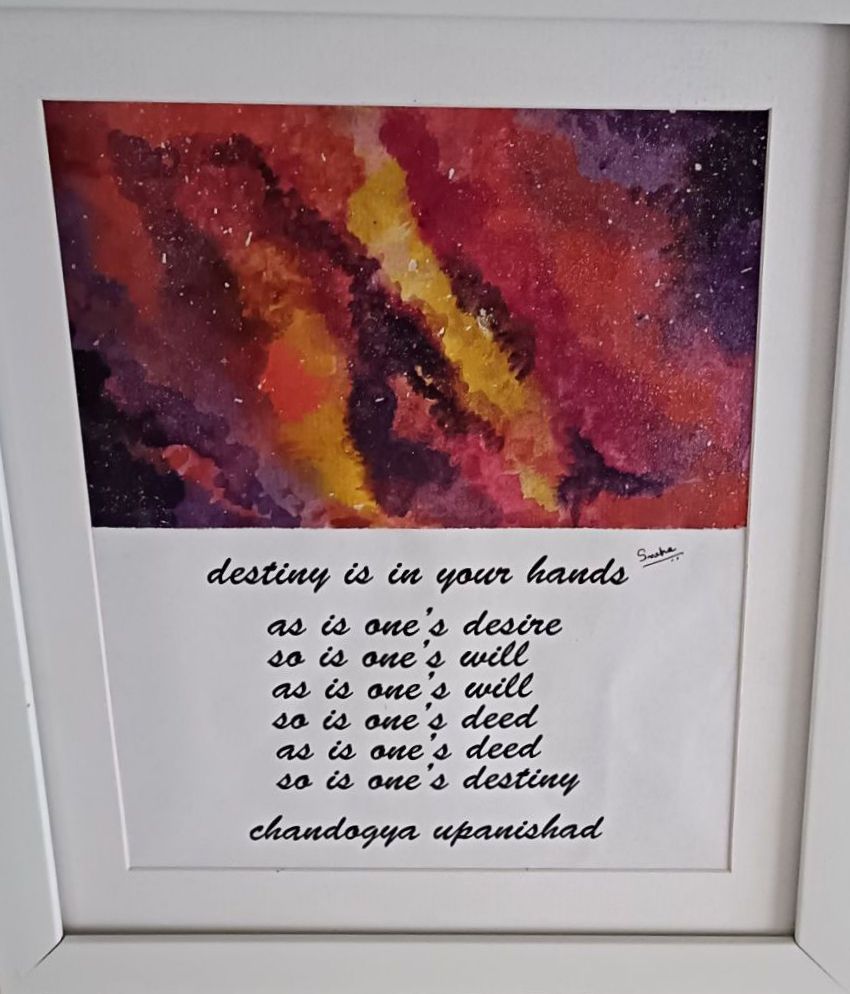 Sneha
destiny is in your hands
as is one's desire
so is one's will
as is one's will
so is one's deed
as is one's deed
so is one's destiny
chandogya upanishad